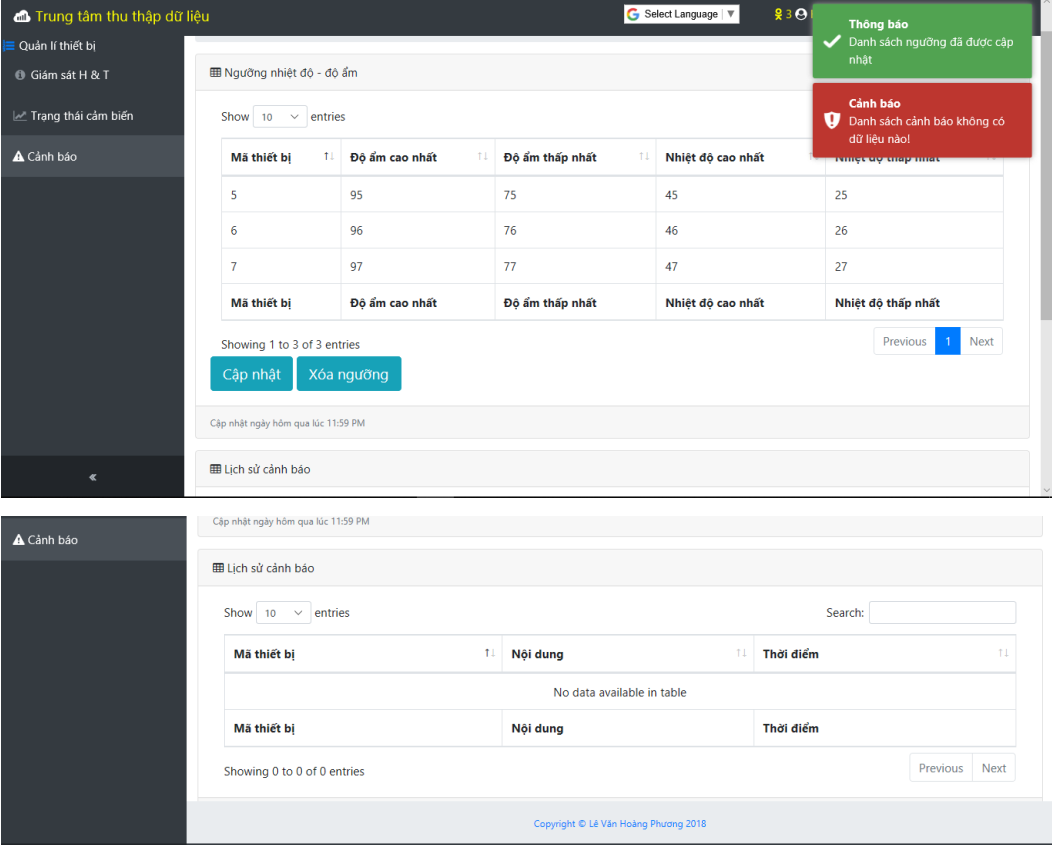 Trung tâm thu thập dữ liệu
Select Language ▼
3
Thông báo
Danh sách ngưỡng đã được cập
nhật
Cảnh báo
Danh sách cảnh báo không có
dữ liệu nào!
Quản lí thiết bị
Giám sát H & T
Trạng thái cảm biến
Cảnh báo
Ngưỡng nhiệt độ - độ ẩm
Show 10 entries
Mã thiết bị Độ ẩm cao nhất Độ ẩm thấp nhất Nhiệt độ cao nhất Nhiệt độ thấp nhất
5 95 75 45 25
6 96 76 46 26
7 97 77 47 27
Mã thiết bị Độ ẩm cao nhất Độ ẩm thấp nhất Nhiệt độ cao nhất Nhiệt độ thấp nhất
Showing 1 to 3 of 3 entries
Previous 1 Next
Cập nhật Xóa ngưỡng
Cập nhật ngày hôm qua lúc 11:59 PM
Lịch sử cảnh báo
Cập nhật ngày hôm qua lúc 11:59 PM
Cảnh báo
Lịch sử cảnh báo
Show 10 entries
Search:
Mã thiết bị Nội dung Thời điểm
No data available in table
Mã thiết bị Nội dung Thời điểm
Showing 0 to 0 of 0 entries
Previous Next
Copyright © Lê Văn Hoàng Phương 2018